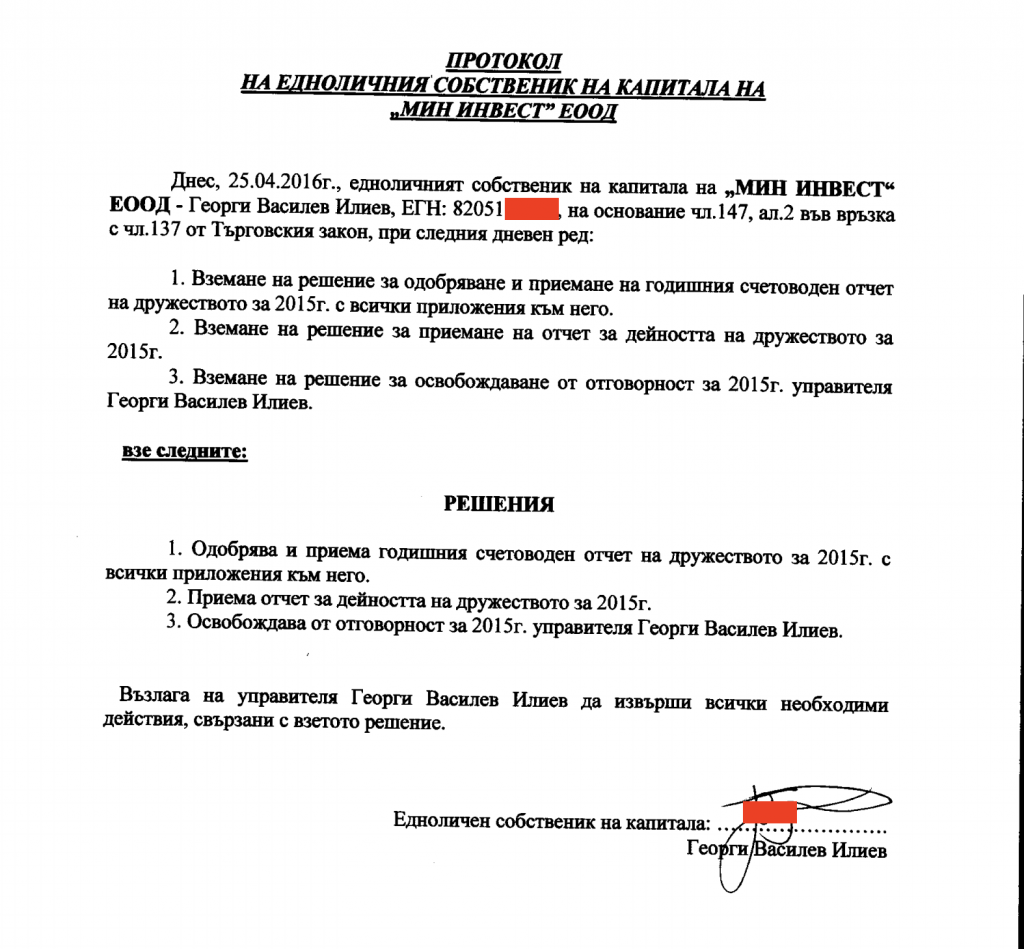 ПРОТОКОЛ
НА ЕДНОЛИЧНИЯ СОБСТВЕНИК НА КАПИТАЛА НА
„МИН ИНВЕСТ” ЕООД
Днес, 25.04.2016г., едноличният собственик на капитала на „МИН ИНВЕСТ“
ЕООД - Георги Василев Илиев, ЕГН: 82051 , на основание чл.147, ал.2 във връзка
с чл.137 от Търговския закон, при следния дневен ред:
1. Вземане на решение за одобряване и приемане на годишния счетоводен отчет
на дружеството за 2015г. с всички приложения към него.
2. Вземане на решение за приемане на отчет за дейността на дружеството за
2015г.
3. Вземане на решение за освобождаване от отговорност за 2015г. управителя
Георги Василев Илиев.
взе следните:
РЕШЕНИЯ
1. Одобрява и приема годишния счетоводен отчет на дружеството за 2015г. с
всички приложения към него.
2. Приема отчет за дейността на дружеството за 2015г.
3. Освобождава от отговорност за 2015г. управителя Георги Василев Илиев.
Възлага на управителя Георги Василев Илиев да извърши всички необходими
действия, свързани с взетото решение.
Едноличен собственик на капитала: ............................
Георги Василев Илиев